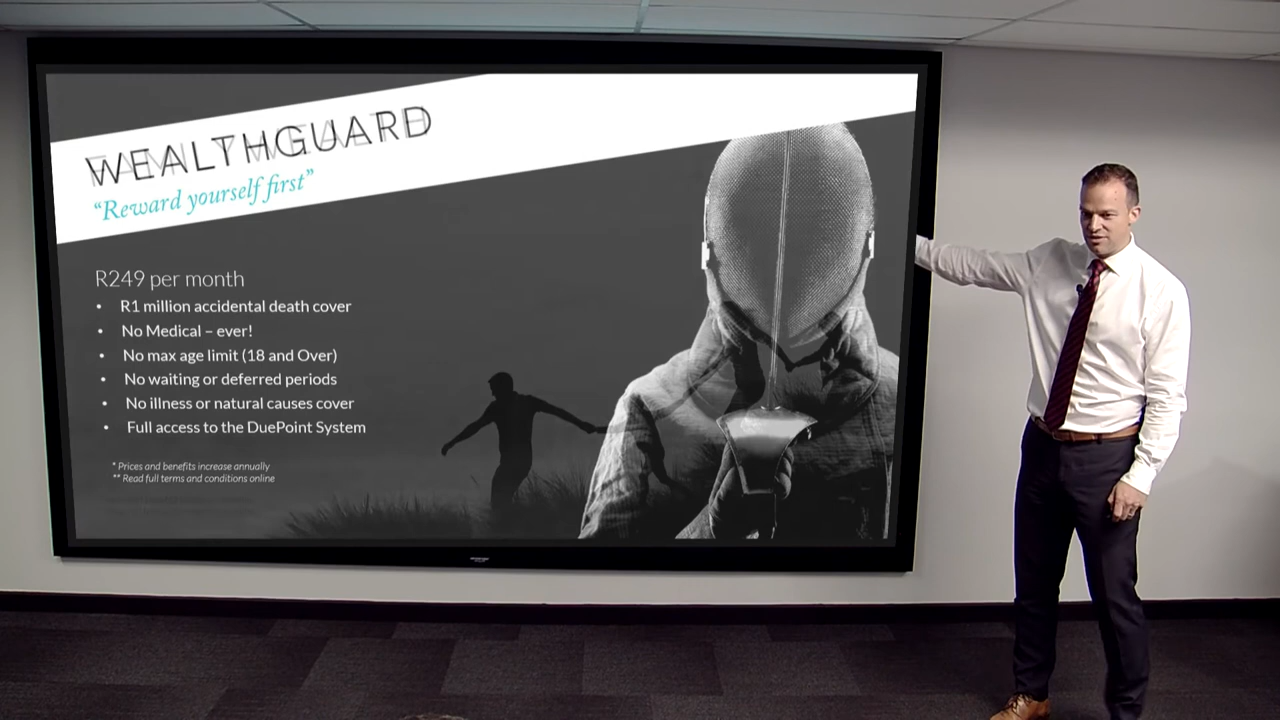 WEALTHGUARD
“Reward yourself first”
R249 per month
• R1 million accidental death cover
• No Medical – ever!
• No max age limit (18 and Over)
• No waiting or deferred periods
• No illness or natural causes cover
• Full access to the DuePoint System
* Prices and benefits increase annually
** Read full terms and conditions online